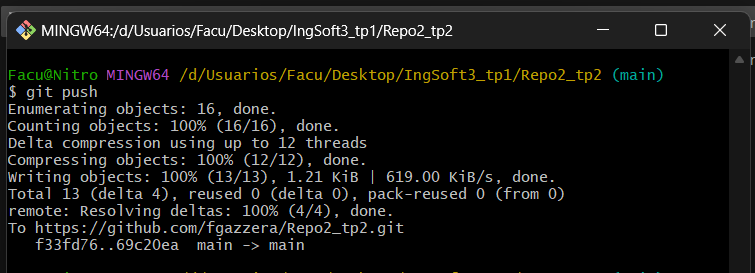 MINGW64:/d/Usuarios/Facu/Desktop/IngSoft3_tp1/Repo2_tp2
Facu@Nitro MINGW64 /d/Usuarios/Facu/Desktop/IngSoft3_tp1/Repo2_tp2 (main)
$ git push
Enumerating objects: 16, done.
Counting objects: 100% (16/16), done.
Delta compression using up to 12 threads
Compressing objects: 100% (12/12), done.
Writing objects: 100% (13/13), 1.21 KiB | 619.00 KiB/s, done.
Total 13 (delta 4), reused 0 (delta 0), pack-reused 0 (from 0)
remote: Resolving deltas: 100% (4/4), done.
To https://github.com/fgazzera/Repo2_tp2.git
   f33fd76..69c20ea  main -> main